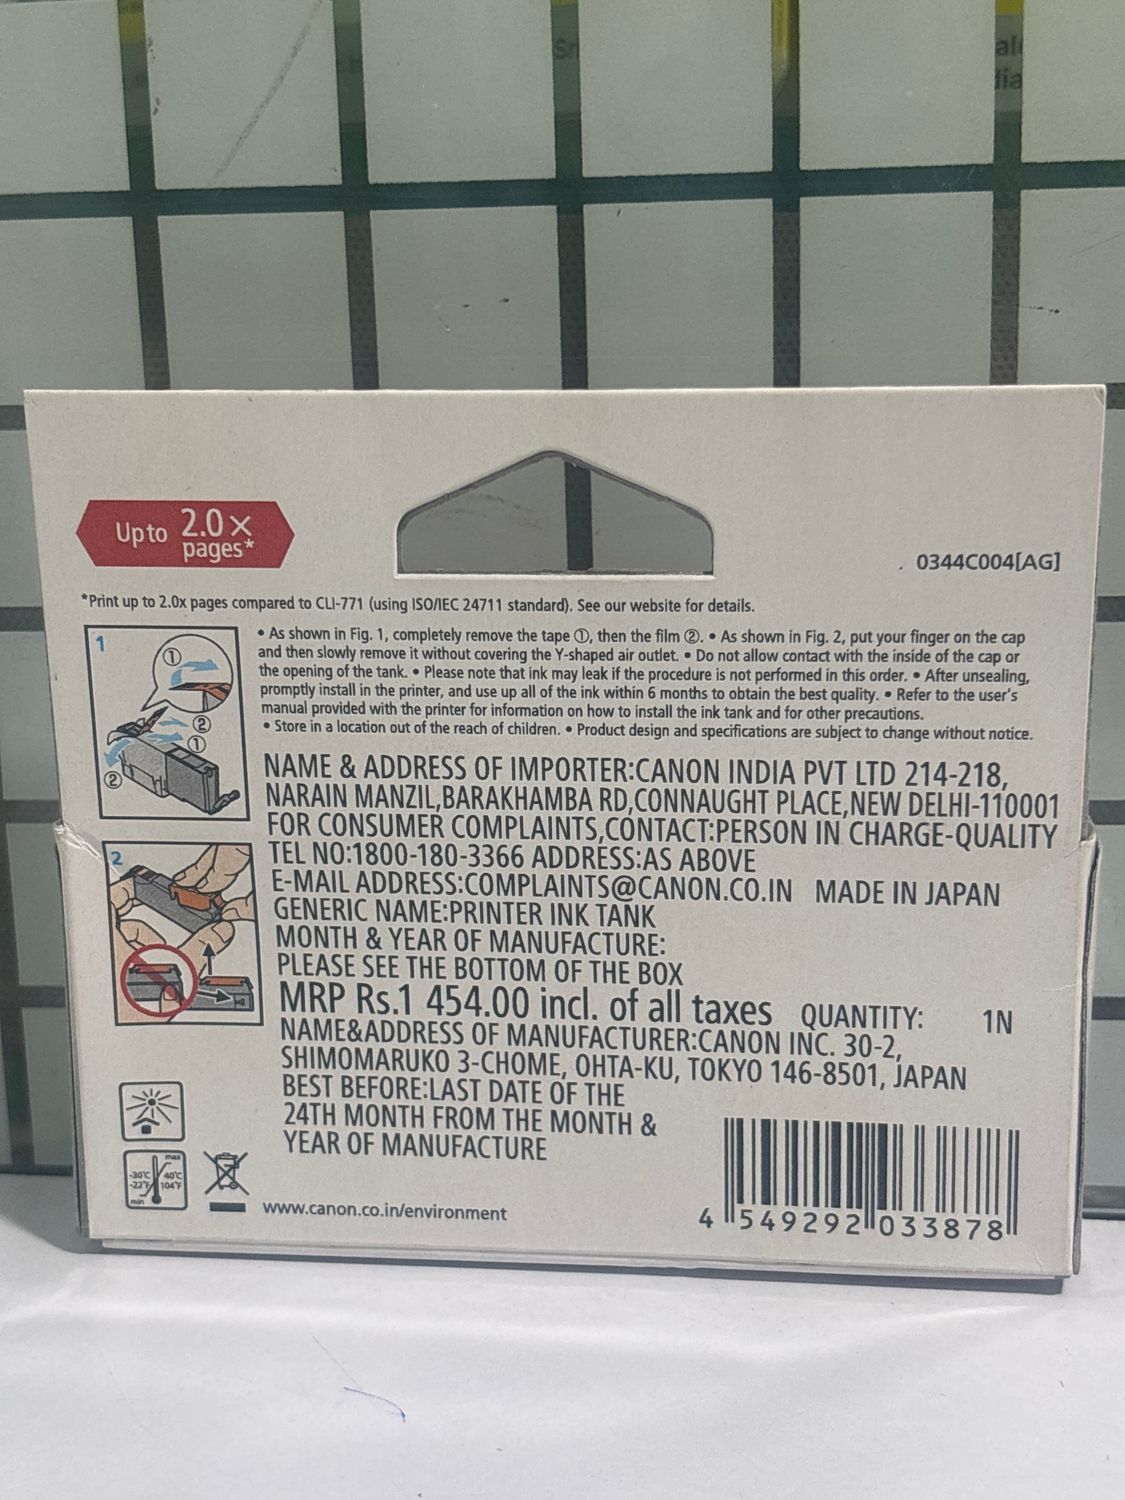 Up to 2.0x
pages*
. 0344C004[AG]
*Print up to 2.0x pages compared to CLI-771 (using ISO/IEC 24711 standard). See our website for details.
• As shown in Fig. 1, completely remove the tape ①, then the film ②. • As shown in Fig. 2, put your finger on the cap
and then slowly remove it without covering the Y-shaped air outlet. • Do not allow contact with the inside of the cap or
the opening of the tank. • Please note that ink may leak if the procedure is not performed in this order. • After unsealing,
promptly install in the printer, and use up all of the ink within 6 months to obtain the best quality. • Refer to the user's
manual provided with the printer for information on how to install the ink tank and for other precautions.
• Store in a location out of the reach of children. • Product design and specifications are subject to change without notice.
1
①
②
①
②
2
NAME & ADDRESS OF IMPORTER:CANON INDIA PVT LTD 214-218,
NARAIN MANZIL,BARAKHAMBA RD,CONNAUGHT PLACE,NEW DELHI-110001
FOR CONSUMER COMPLAINTS,CONTACT:PERSON IN CHARGE-QUALITY
TEL NO:1800-180-3366 ADDRESS:AS ABOVE
E-MAIL ADDRESS:COMPLAINTS@CANON.CO.IN MADE IN JAPAN
GENERIC NAME:PRINTER INK TANK
MONTH & YEAR OF MANUFACTURE:
PLEASE SEE THE BOTTOM OF THE BOX
MRP Rs.1 454.00 incl. of all taxes QUANTITY: 1N
NAME&ADDRESS OF MANUFACTURER:CANON INC. 30-2,
SHIMOMARUKO 3-CHOME, OHTA-KU, TOKYO 146-8501, JAPAN
BEST BEFORE:LAST DATE OF THE
24TH MONTH FROM THE MONTH &
YEAR OF MANUFACTURE
max
-30°C 40°C
-22°F 104°F
min
www.canon.co.in/environment
4 549292 033878